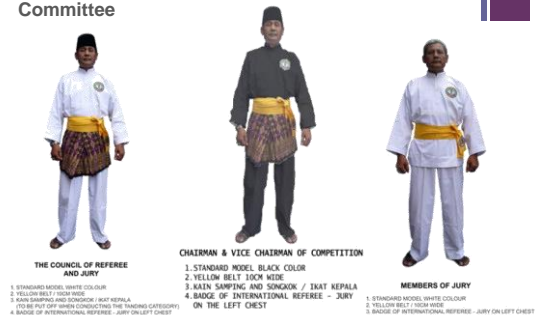 Committee
THE COUNCIL OF REFEREE
AND JURY
1. STANDARD MODEL WHITE COLOUR
2. YELLOW BELT / 10CM WIDE
3. KAIN SAMPING AND SONGKOK / IKAT KEPALA
(TO BE PUT OFF WHEN CONDUCTING THE TANDING CATEGORY)
4. BADGE OF INTERNATIONAL REFEREE - JURY ON LEFT CHEST
CHAIRMAN & VICE CHAIRMAN OF COMPETITION
1.STANDARD MODEL BLACK COLOR
2.YELLOW BELT 10CM WIDE
3.KAIN SAMPING AND SONGKOK / IKAT KEPALA
4.BADGE OF INTERNATIONAL REFEREE - JURY
ON THE LEFT CHEST
MEMBERS OF JURY
1. STANDARD MODEL WHITE COLOUR
2. YELLOW BELT / 10CM WIDE
3. BADGE OF INTERNATIONAL REFEREE - JURY ON LEFT CHEST